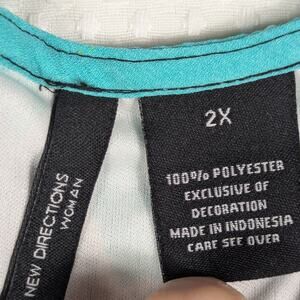 NEW DIRECTIONS
WOMAN
2X
100% POLYESTER
EXCLUSIVE OF
DECORATION
MADE IN INDONESIA
CARE SEE OVER